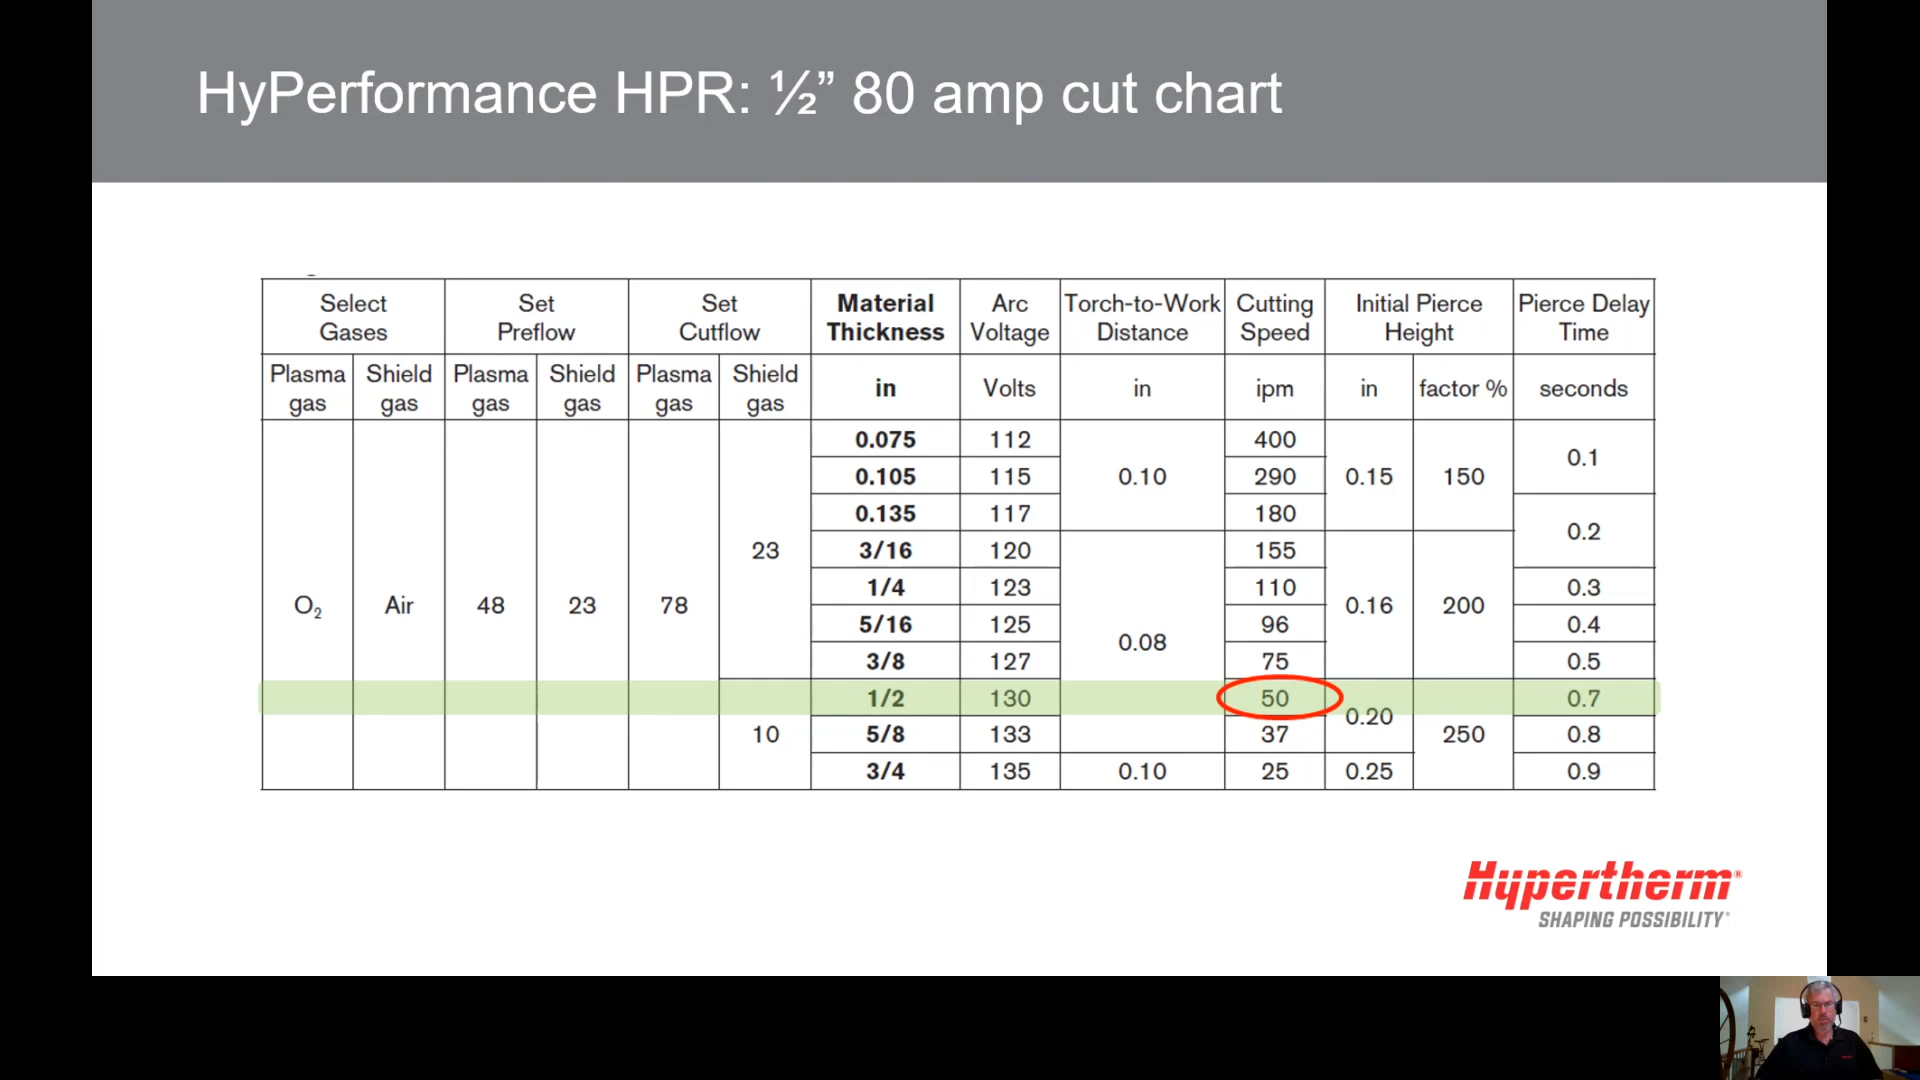 HyPerformance HPR: ½” 80 amp cut chart
Select Gases Set Preflow Set Cutflow Material Thickness Arc Voltage Torch-to-Work Distance Cutting Speed Initial Pierce Height Pierce Delay Time
Plasma gas Shield gas Plasma gas Shield gas Plasma gas Shield gas in Volts in ipm in factor % seconds
0.075 112 400
0.1
0.105 115 0.10 290 0.15 150
0.135 117 180
0.2
23 3/16 120 155
1/4 123 110 0.3
O₂ Air 48 23 78 0.16 200
5/16 125 96 0.4
0.08
3/8 127 75 0.5
1/2 130 50 0.7
0.20
10 5/8 133 37 250 0.8
3/4 135 0.10 25 0.25 0.9
Hypertherm®
SHAPING POSSIBILITY®